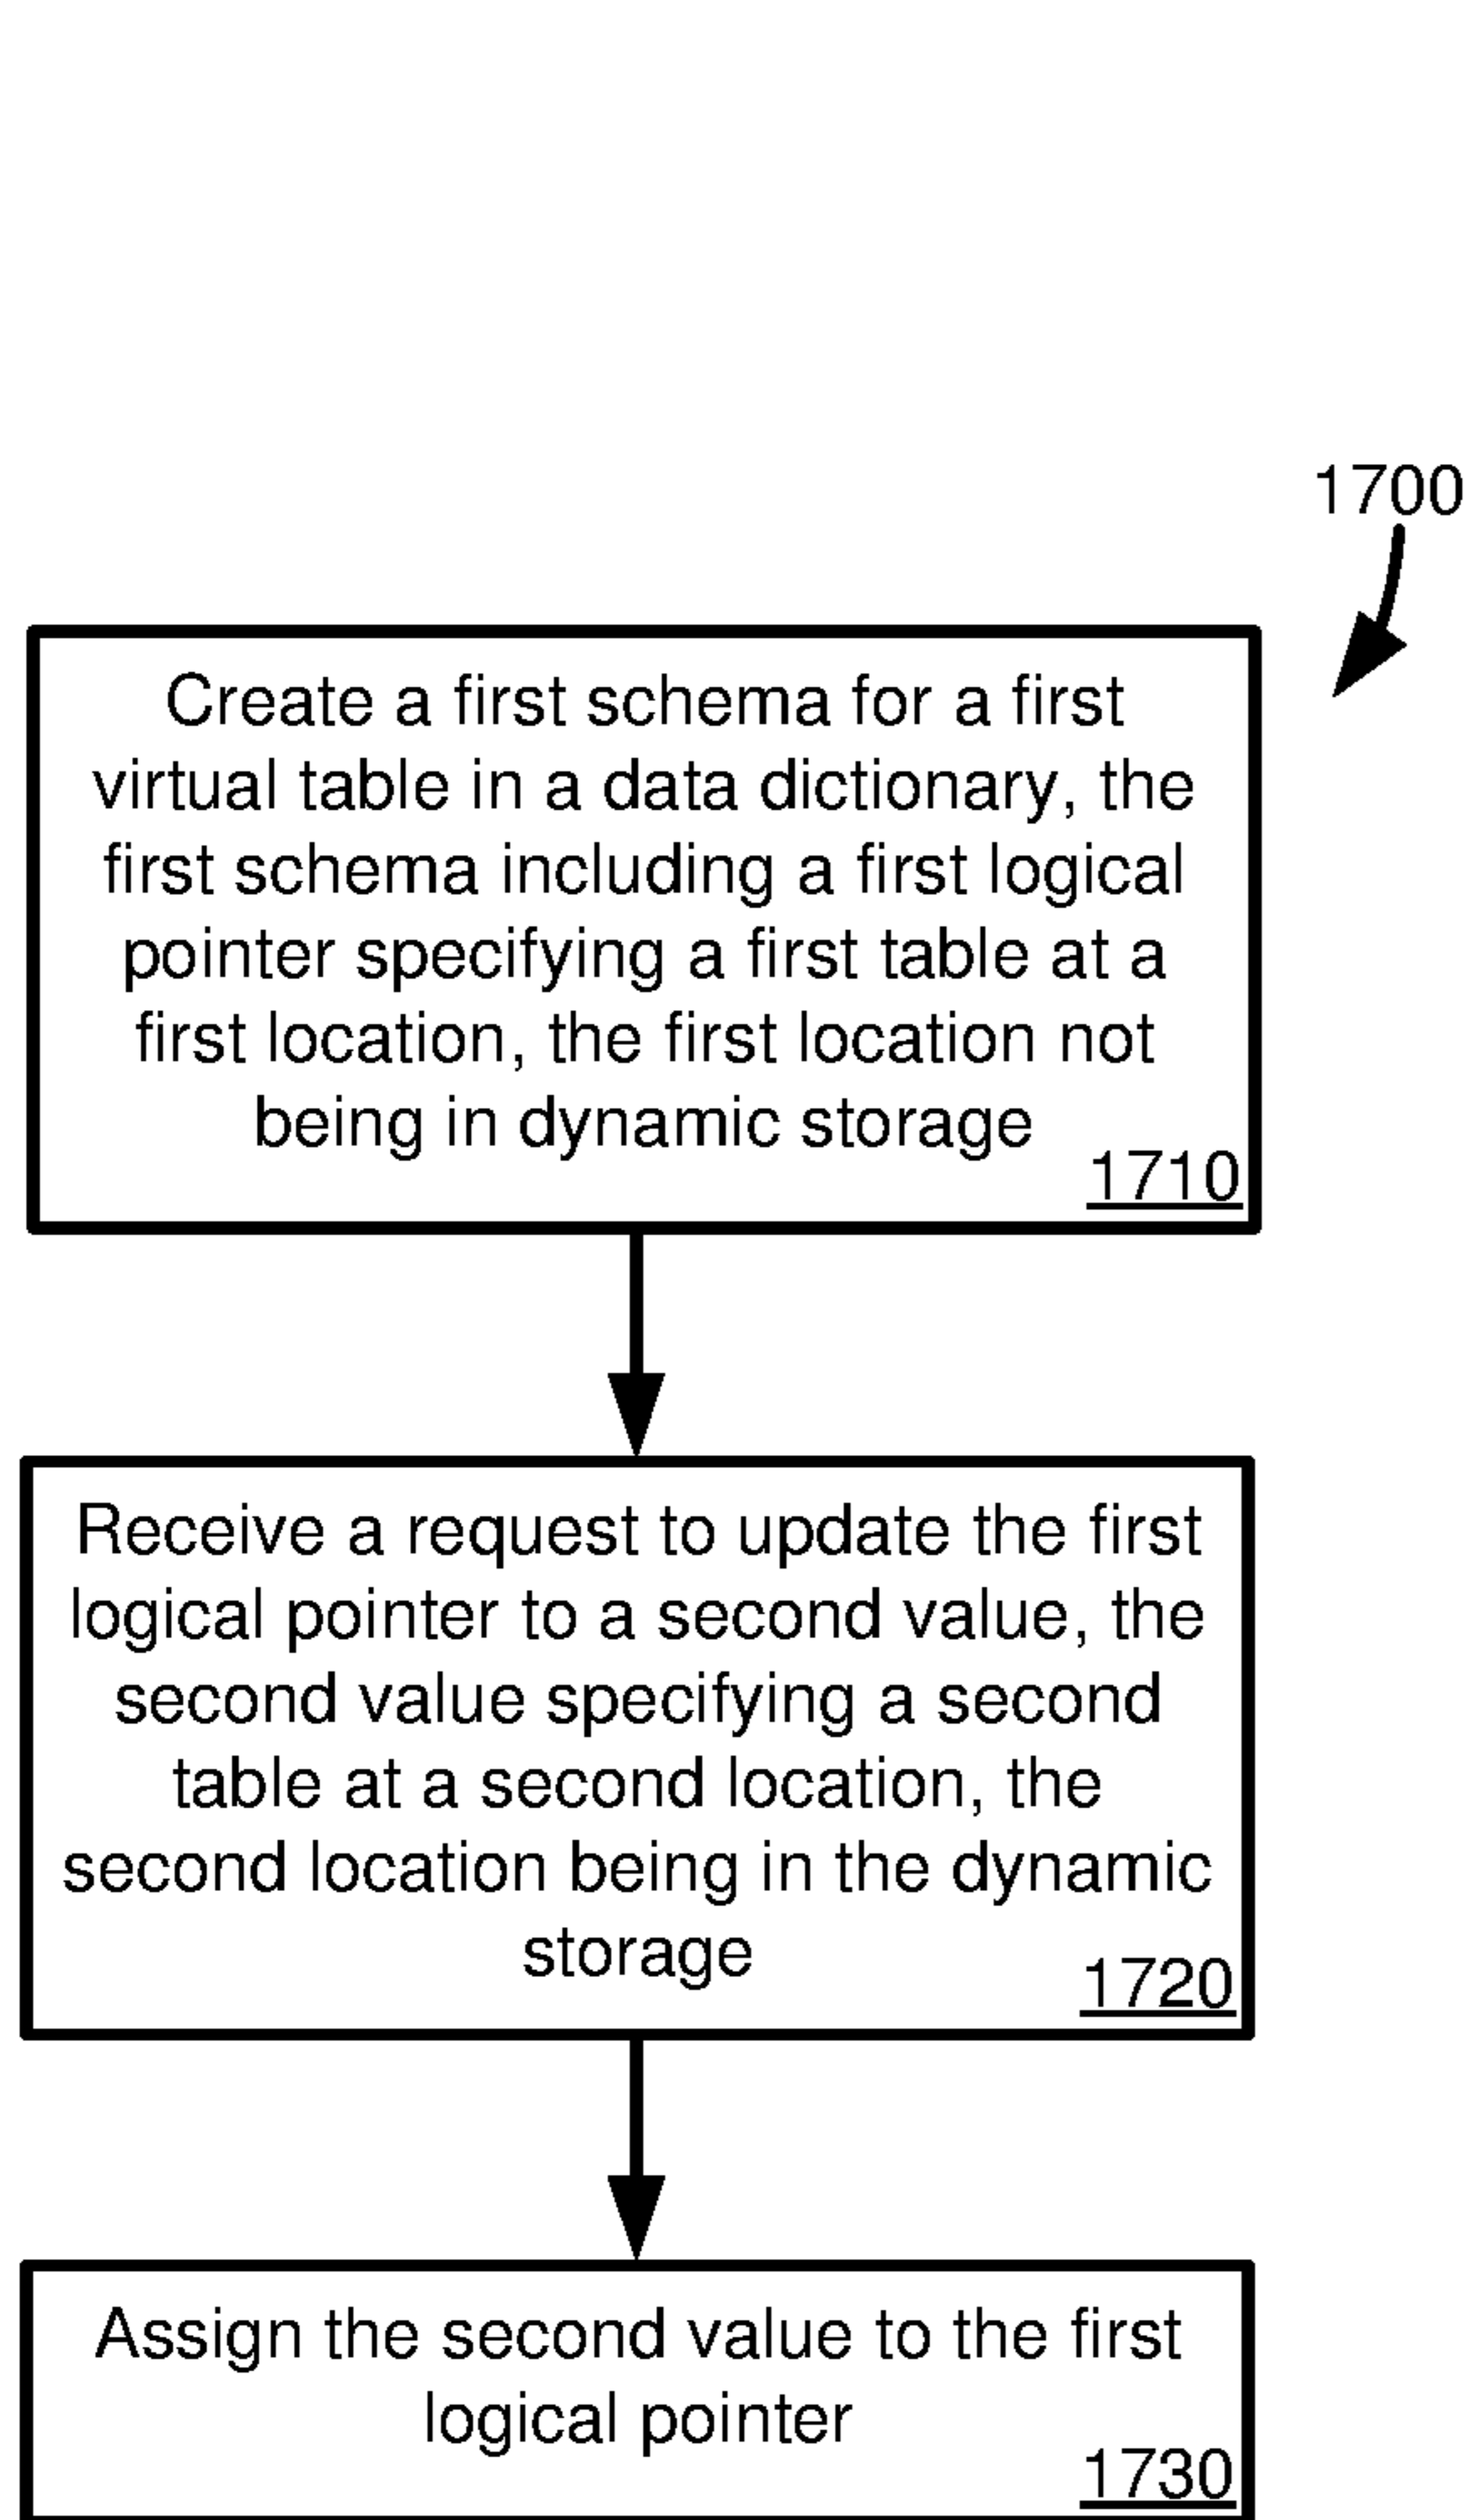 1700
Create a first schema for a first
virtual table in a data dictionary, the
first schema including a first logical
pointer specifying a first table at a
first location, the first location not
being in dynamic storage
1710
Receive a request to update the first
logical pointer to a second value, the
second value specifying a second
table at a second location, the
second location being in the dynamic
storage
1720
Assign the second value to the first
logical pointer
1730